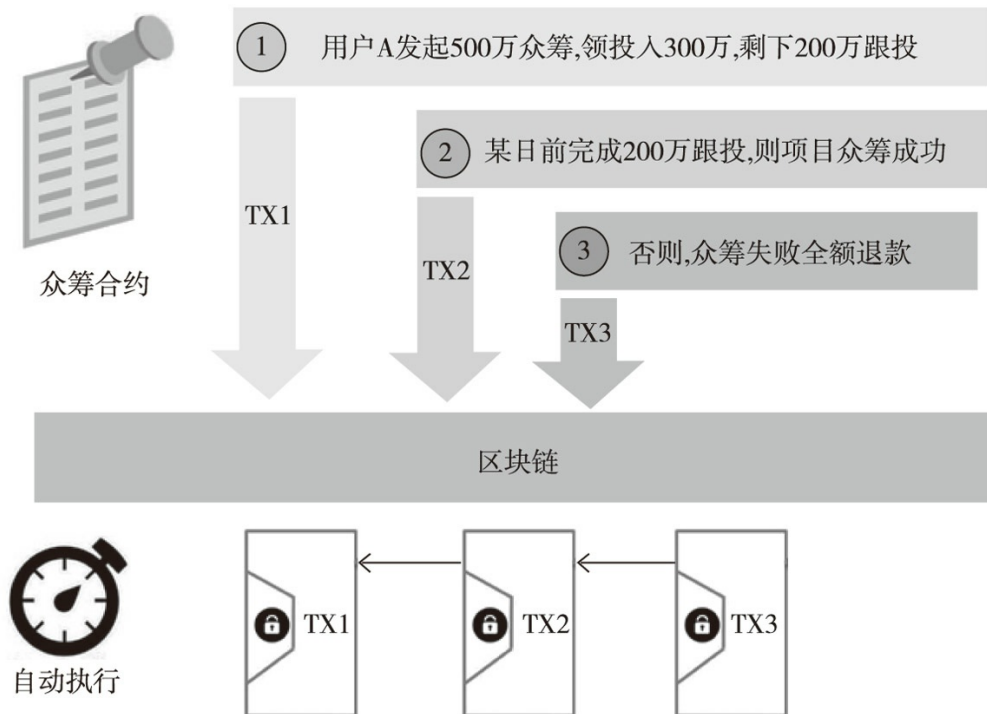 ① 用户A发起500万众筹,领投入300万,剩下200万跟投
② 某日前完成200万跟投,则项目众筹成功
TX1
③ 否则,众筹失败全额退款
TX2
众筹合约
TX3
区块链
TX1
TX2
TX3
自动执行